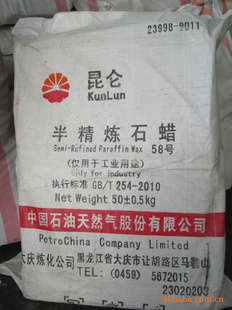 23998-9011
昆仑
KunLun
半精炼石蜡
Semi-Refined Paraffin Wax 58号
(仅用于工业用途)
Only for industry
执行标准 GB/T 254-2010
Net Weight 50±0.5kg
中国石油天然气股份有限公司
PetroChina Company Limited
大庆炼化公司 黑龙江省大庆市让胡路区马鞍山
TEL: (0459) 5672015
23020203